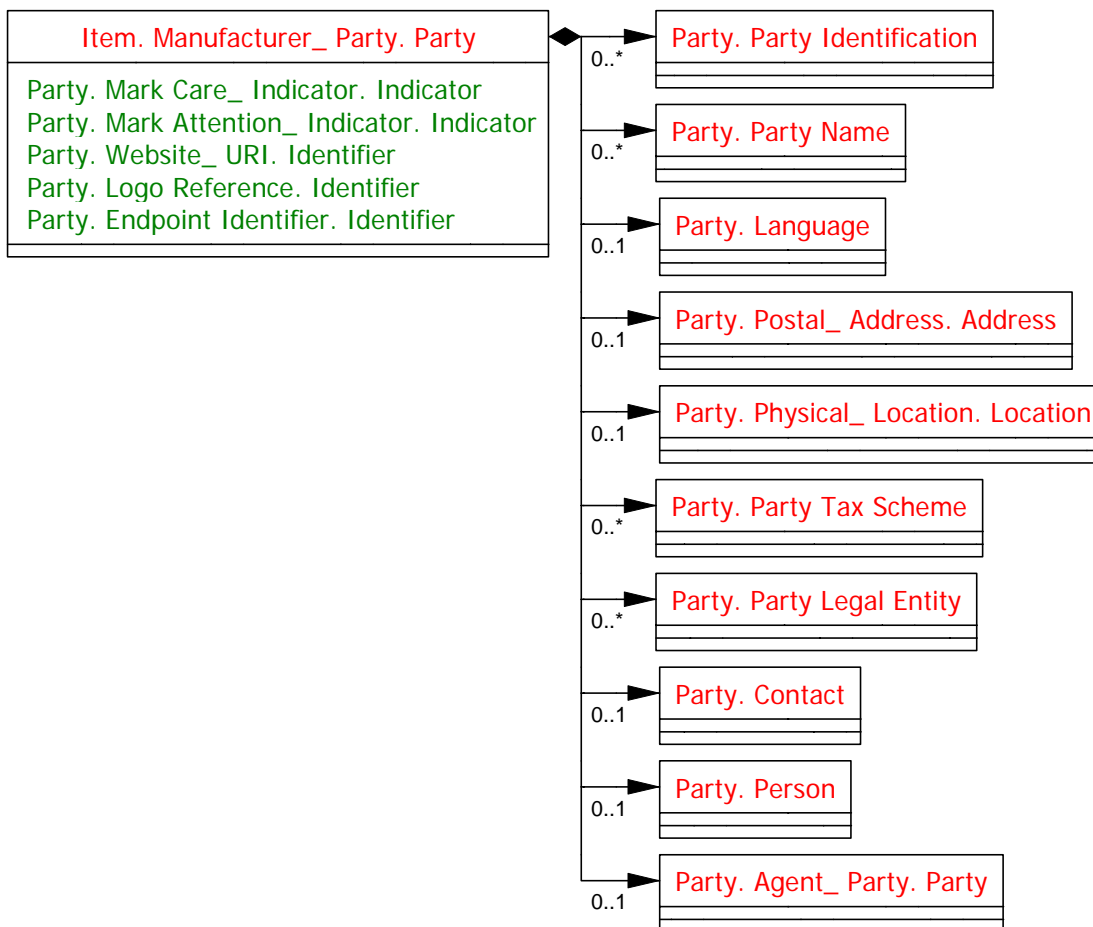 Item. Manufacturer_ Party. Party
Party. Mark Care_ Indicator. Indicator
Party. Mark Attention_ Indicator. Indicator
Party. Website_ URI. Identifier
Party. Logo Reference. Identifier
Party. Endpoint Identifier. Identifier
Party. Party Identification
0..*
Party. Party Name
0..*
Party. Language
0..1
Party. Postal_ Address. Address
0..1
Party. Physical_ Location. Location
0..1
Party. Party Tax Scheme
0..*
Party. Party Legal Entity
0..*
Party. Contact
0..1
Party. Person
0..1
Party. Agent_ Party. Party
0..1